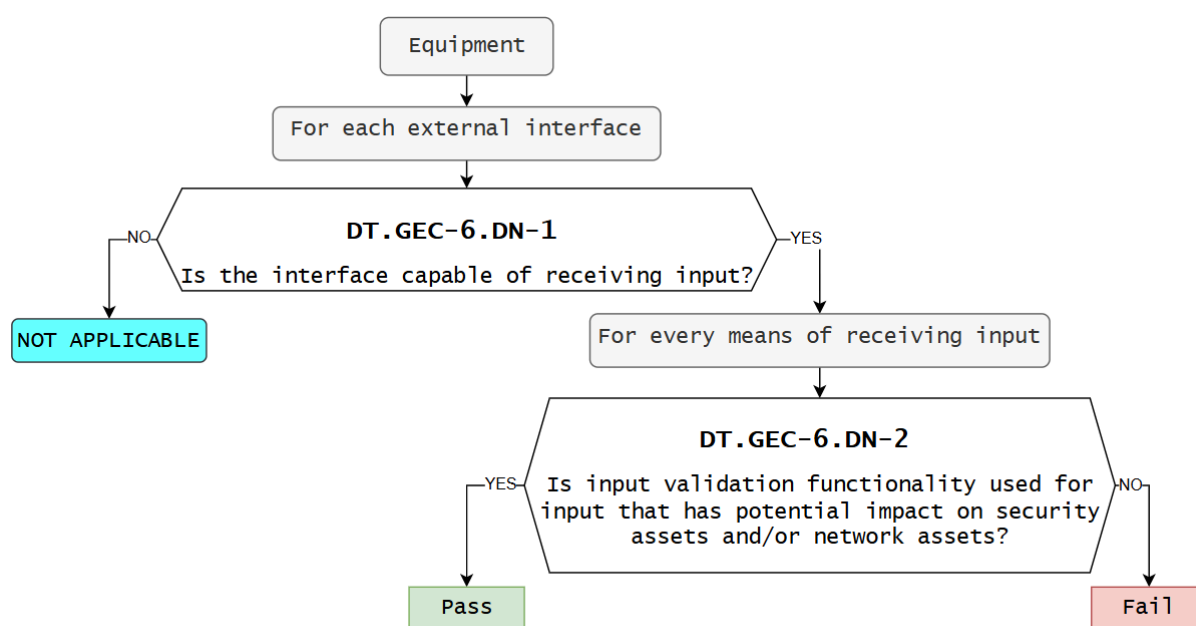 Equipment
For each external interface
DT.GEC-6.DN-1
NO
YES
Is the interface capable of receiving input?
NOT APPLICABLE
For every means of receiving input
DT.GEC-6.DN-2
YES
Is input validation functionality used for
NO
input that has potential impact on security
assets and/or network assets?
Pass
Fail